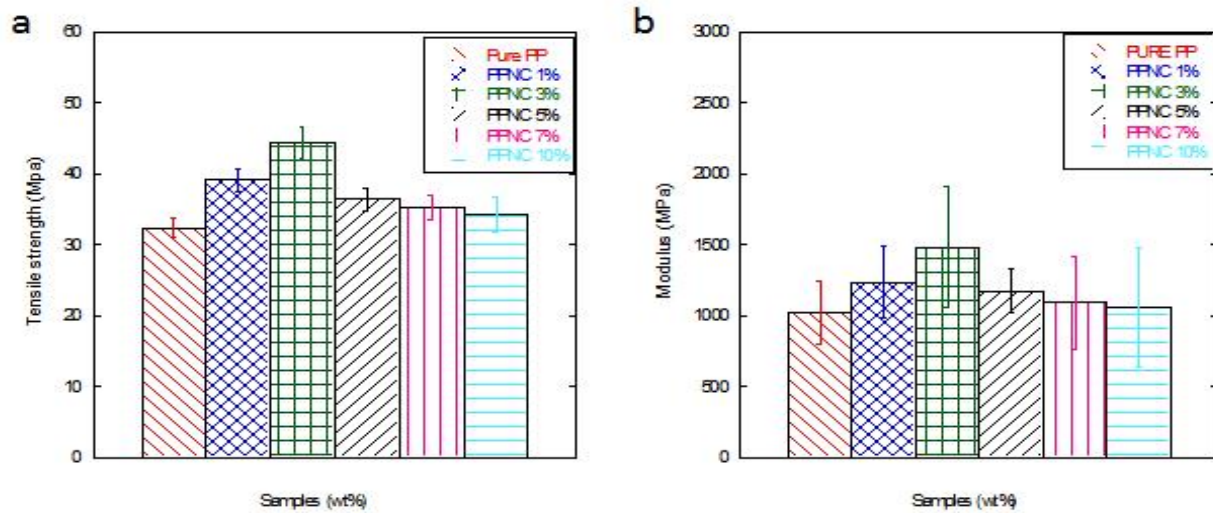 a
60
50
40
30
20
10
0
Tensile strength (Mpa)
Pure PP
PPNC 1%
PPNC 3%
PPNC 5%
PPNC 7%
PPNC 10%
Samples (wt%)
b
3000
2500
2000
1500
1000
500
0
Modulus (MPa)
PURE PP
PPNC 1%
PPNC 3%
PPNC 5%
PPNC 7%
PPNC 10%
Samples (wt%)